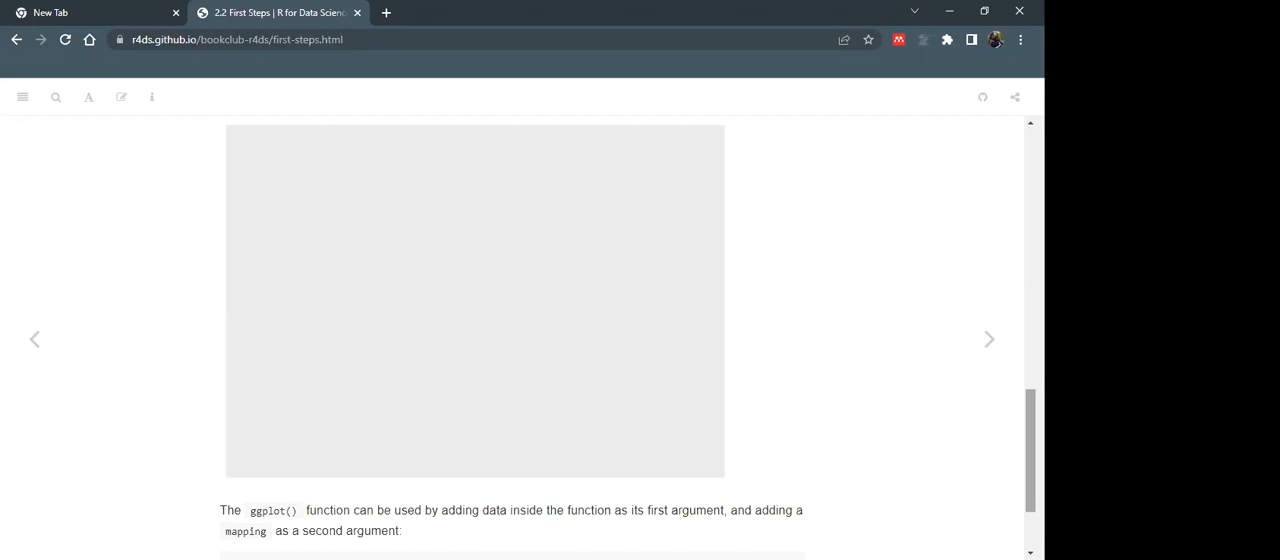 New Tab
2.2 First Steps | R for Data Scienc
r4ds.github.io/bookclub-r4ds/first-steps.html
The ggplot() function can be used by adding data inside the function as its first argument, and adding a
mapping as a second argument: